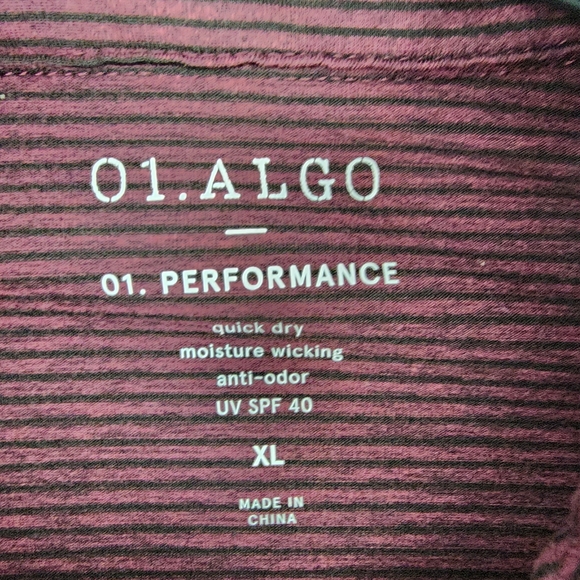 01.ALGO
01. PERFORMANCE
quick dry
moisture wicking
anti-odor
UV SPF 40
XL
MADE IN
CHINA